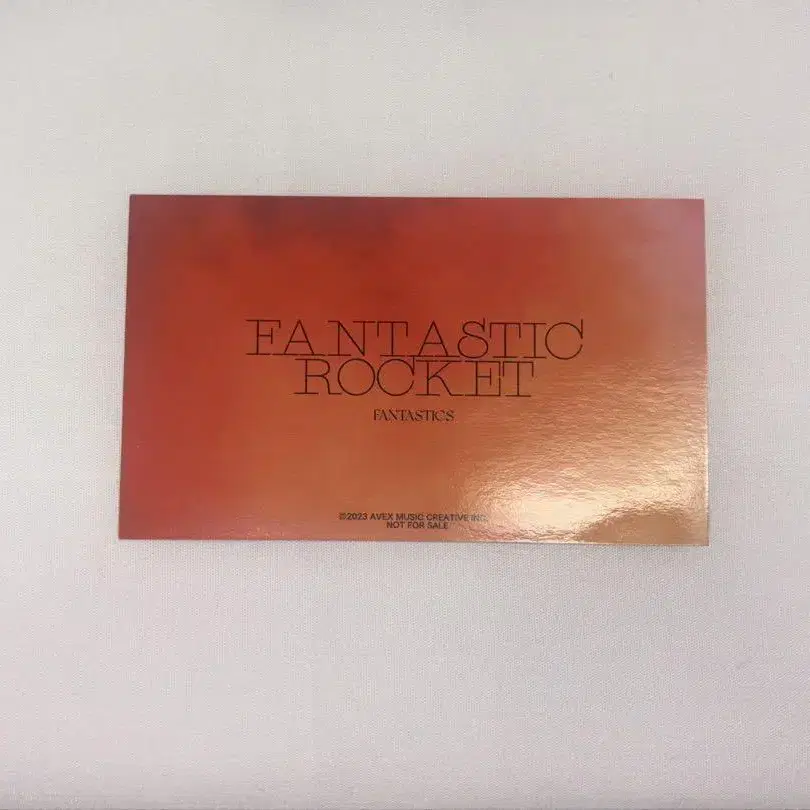 FANTASTIC
ROCKET
FANTASTICS
©2023 AVEX MUSIC CREATIVE INC.
NOT FOR SALE